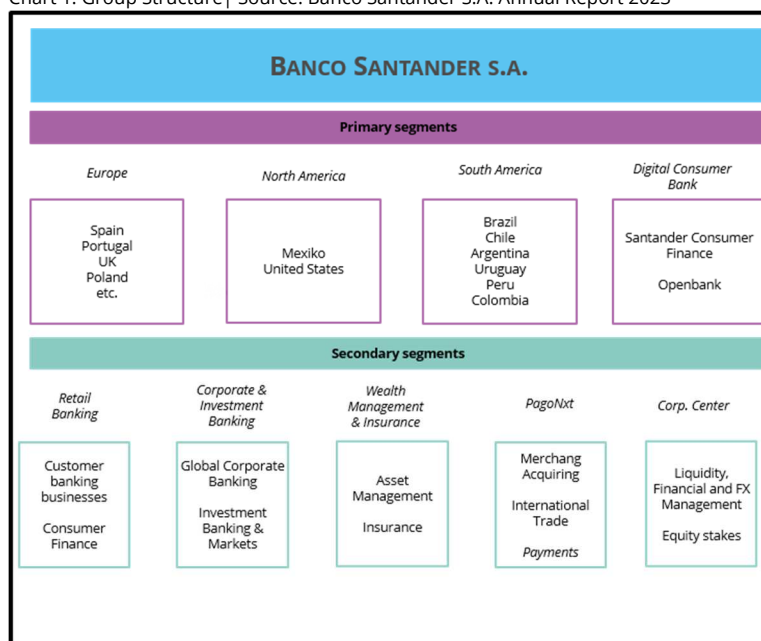 Chart 1: Group Structure| Source: Banco Santander S.A. Annual Report 2023
BANCO SANTANDER S.A.
Primary segments
Europe
North America
South America
Digital Consumer
Bank
Spain
Portugal
UK
Poland
etc.
Mexiko
United States
Brazil
Chile
Argentina
Uruguay
Peru
Colombia
Santander Consumer
Finance
Openbank
Secondary segments
Retail
Banking
Corporate &
Investment
Banking
Wealth
Management
& Insurance
PagoNxt
Corp. Center
Customer
banking
businesses
Consumer
Finance
Global Corporate
Banking
Investment
Banking &
Markets
Asset
Management
Insurance
Merchang
Acquiring
International
Trade
Payments
Liquidity,
Financial and FX
Management
Equity stakes